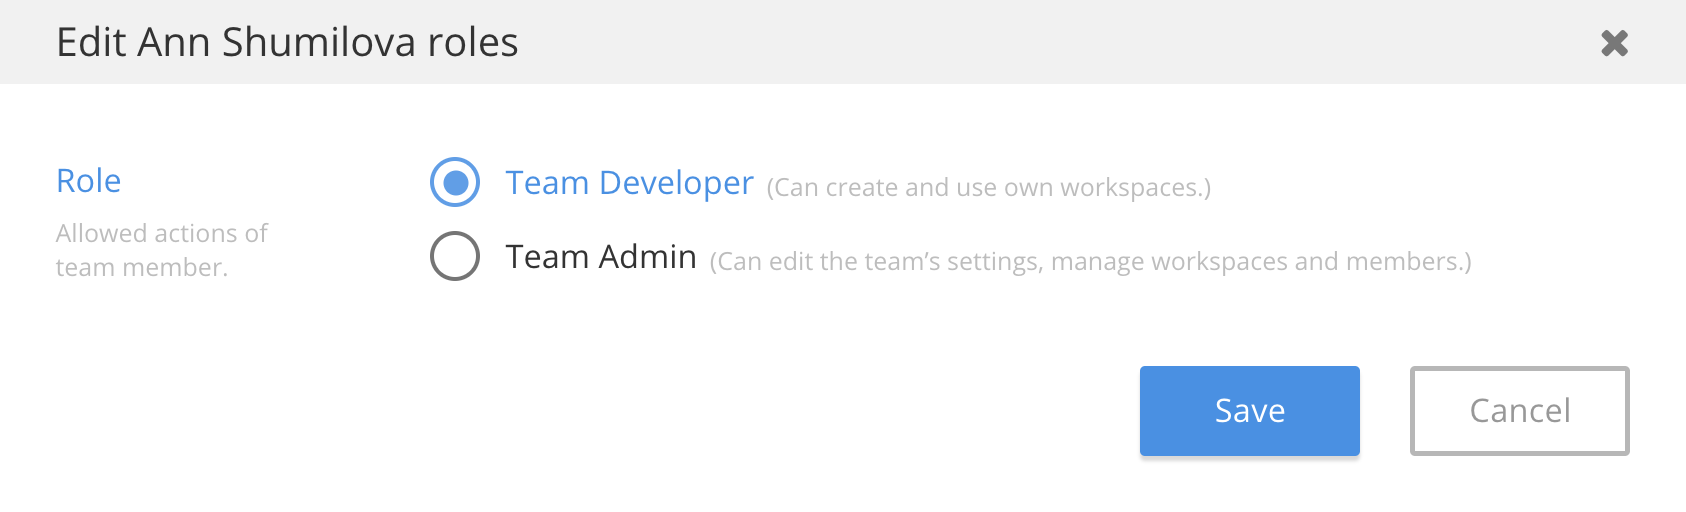 Edit Ann Shumilova roles
Role
Allowed actions of
team member.
Team Developer (Can create and use own workspaces.)
Team Admin (Can edit the team’s settings, manage workspaces and members.)
Save
Cancel